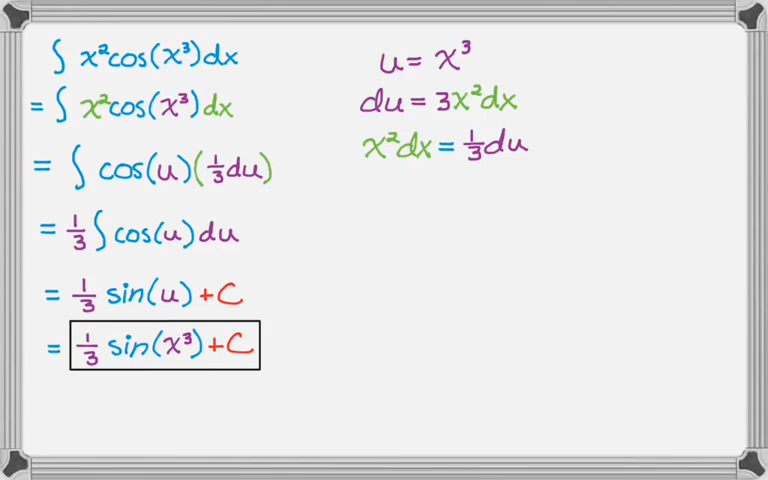 ∫ x²cos(x³)dx
= ∫ x²cos(x³)dx
= ∫ cos(u)(⅓du)
= ⅓ ∫ cos(u)du
= ⅓ sin(u) + C
= ⅓ sin(x³) + C
u = x³
du = 3x²dx
x²dx = ⅓du